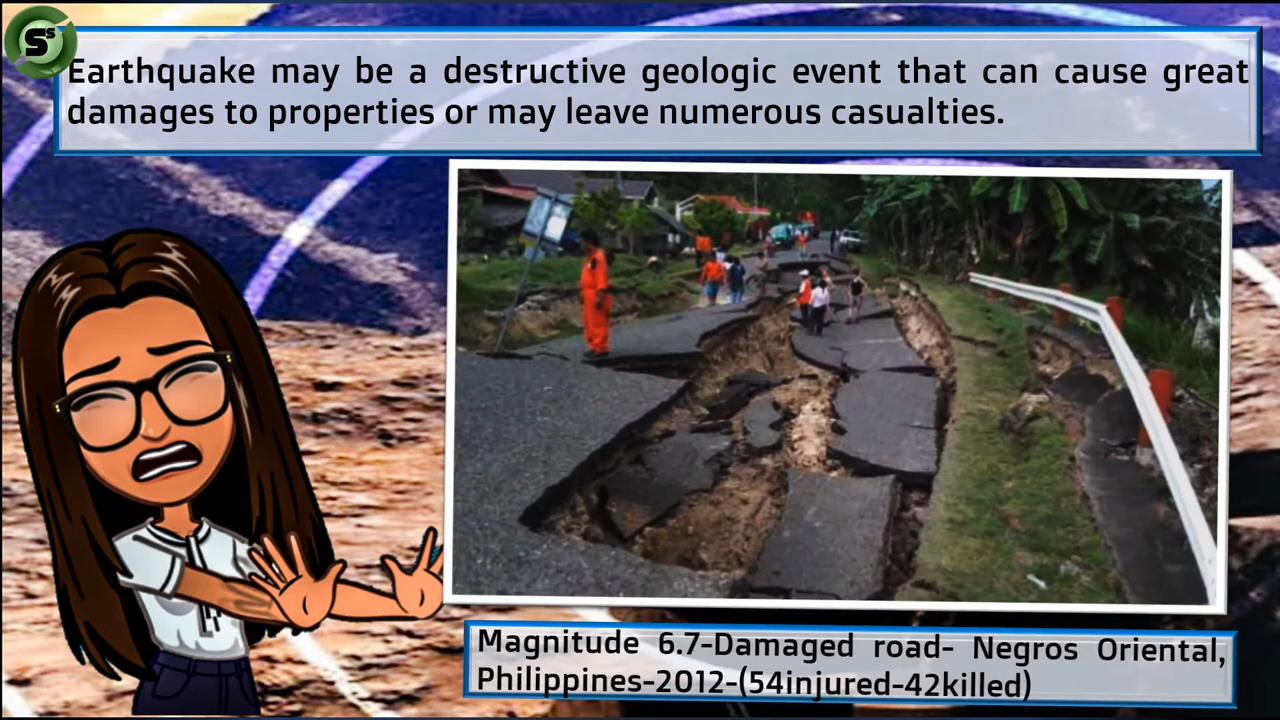 Ss
Earthquake may be a destructive geologic event that can cause great
damages to properties or may leave numerous casualties.
Magnitude 6.7-Damaged road- Negros Oriental,
Philippines-2012-(54injured-42killed)